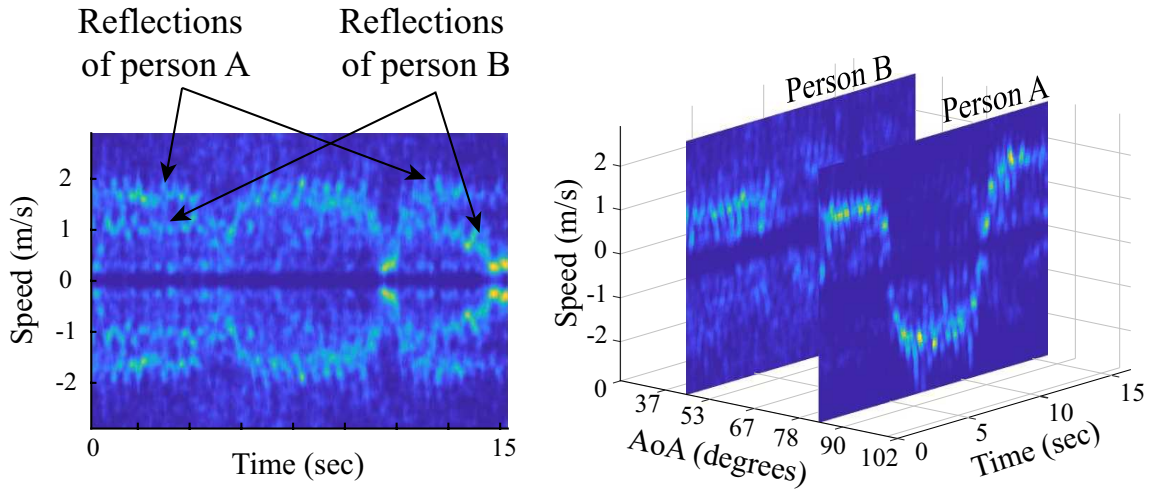 Reflections
of person A
Reflections
of person B
Speed (m/s)
2
1
0
-1
-2
0
Time (sec)
15
Person B
Person A
Speed (m/s)
2
1
0
-1
-2
0
37
53
67
78
90
102
AoA (degrees)
0
5
10
15
Time (sec)